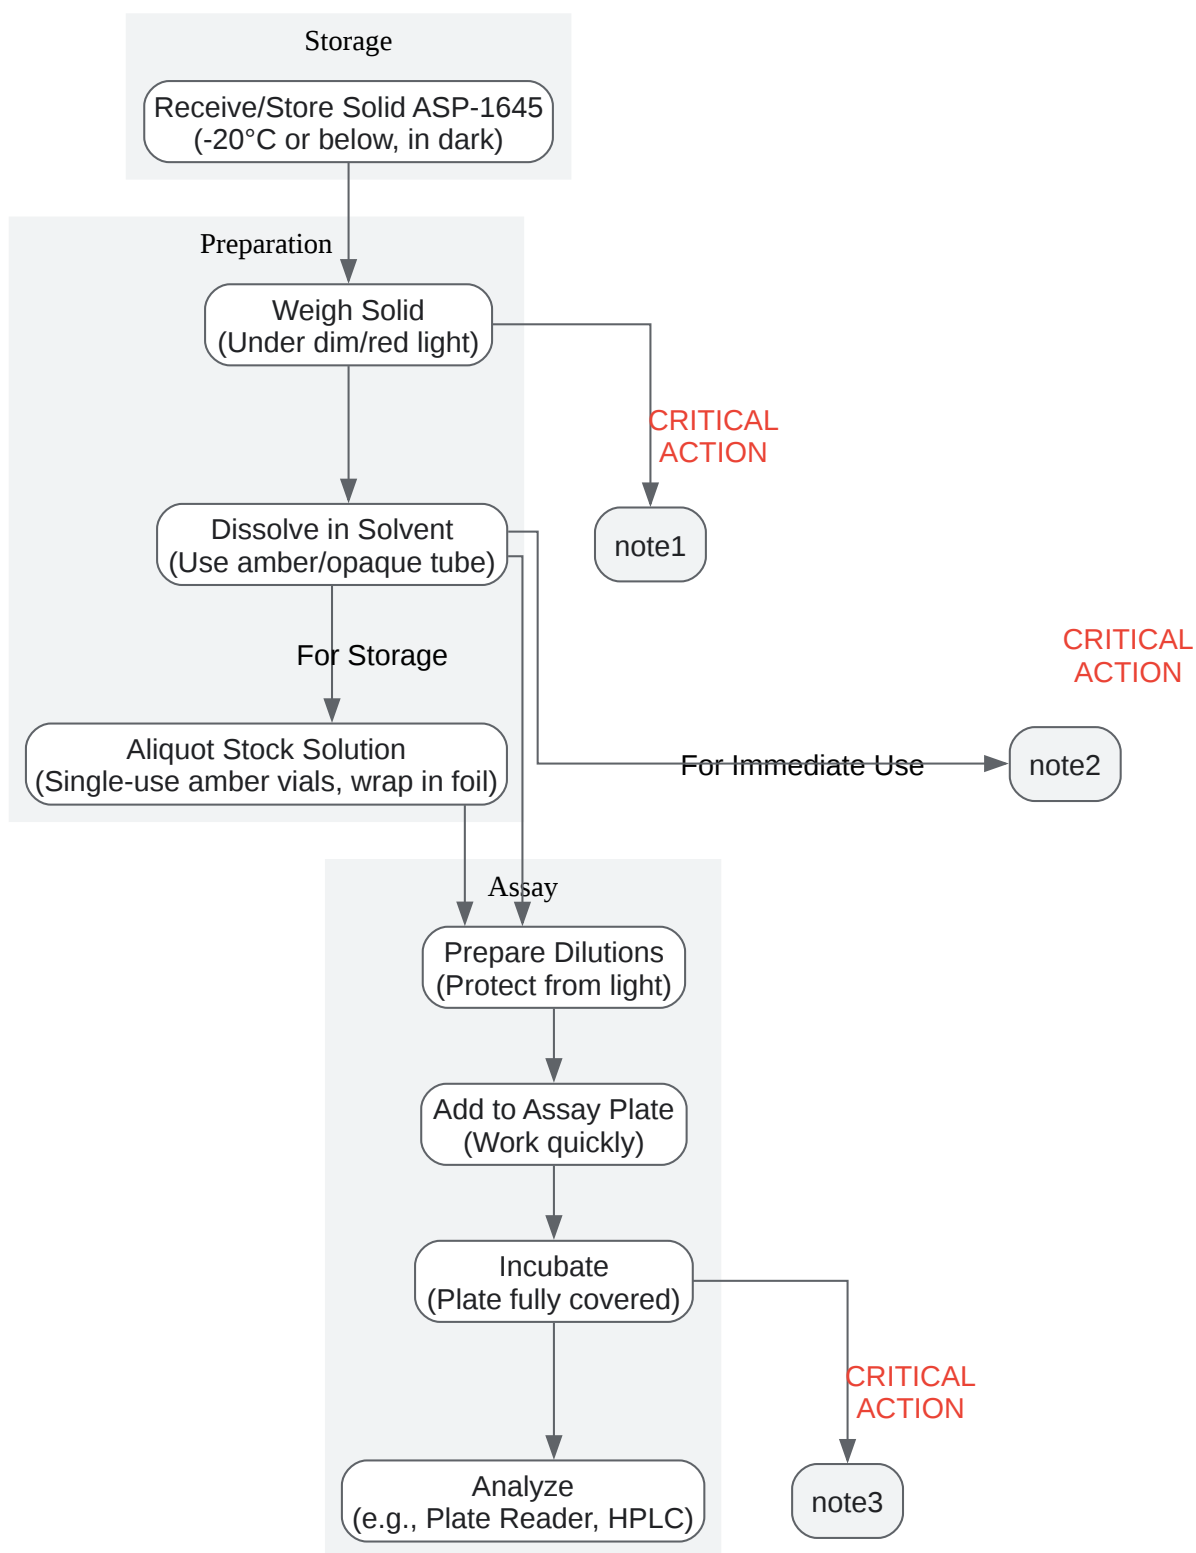 Storage
Receive/Store Solid ASP-1645
(-20°C or below, in dark)
Preparation
Weigh Solid
(Under dim/red light)
CRITICAL
ACTION
Dissolve in Solvent
(Use amber/opaque tube)
note1
For Storage
CRITICAL
ACTION
Aliquot Stock Solution
(Single-use amber vials, wrap in foil)
For Immediate Use
note2
Assay
Prepare Dilutions
(Protect from light)
Add to Assay Plate
(Work quickly)
Incubate
(Plate fully covered)
CRITICAL
ACTION
Analyze
(e.g., Plate Reader, HPLC)
note3